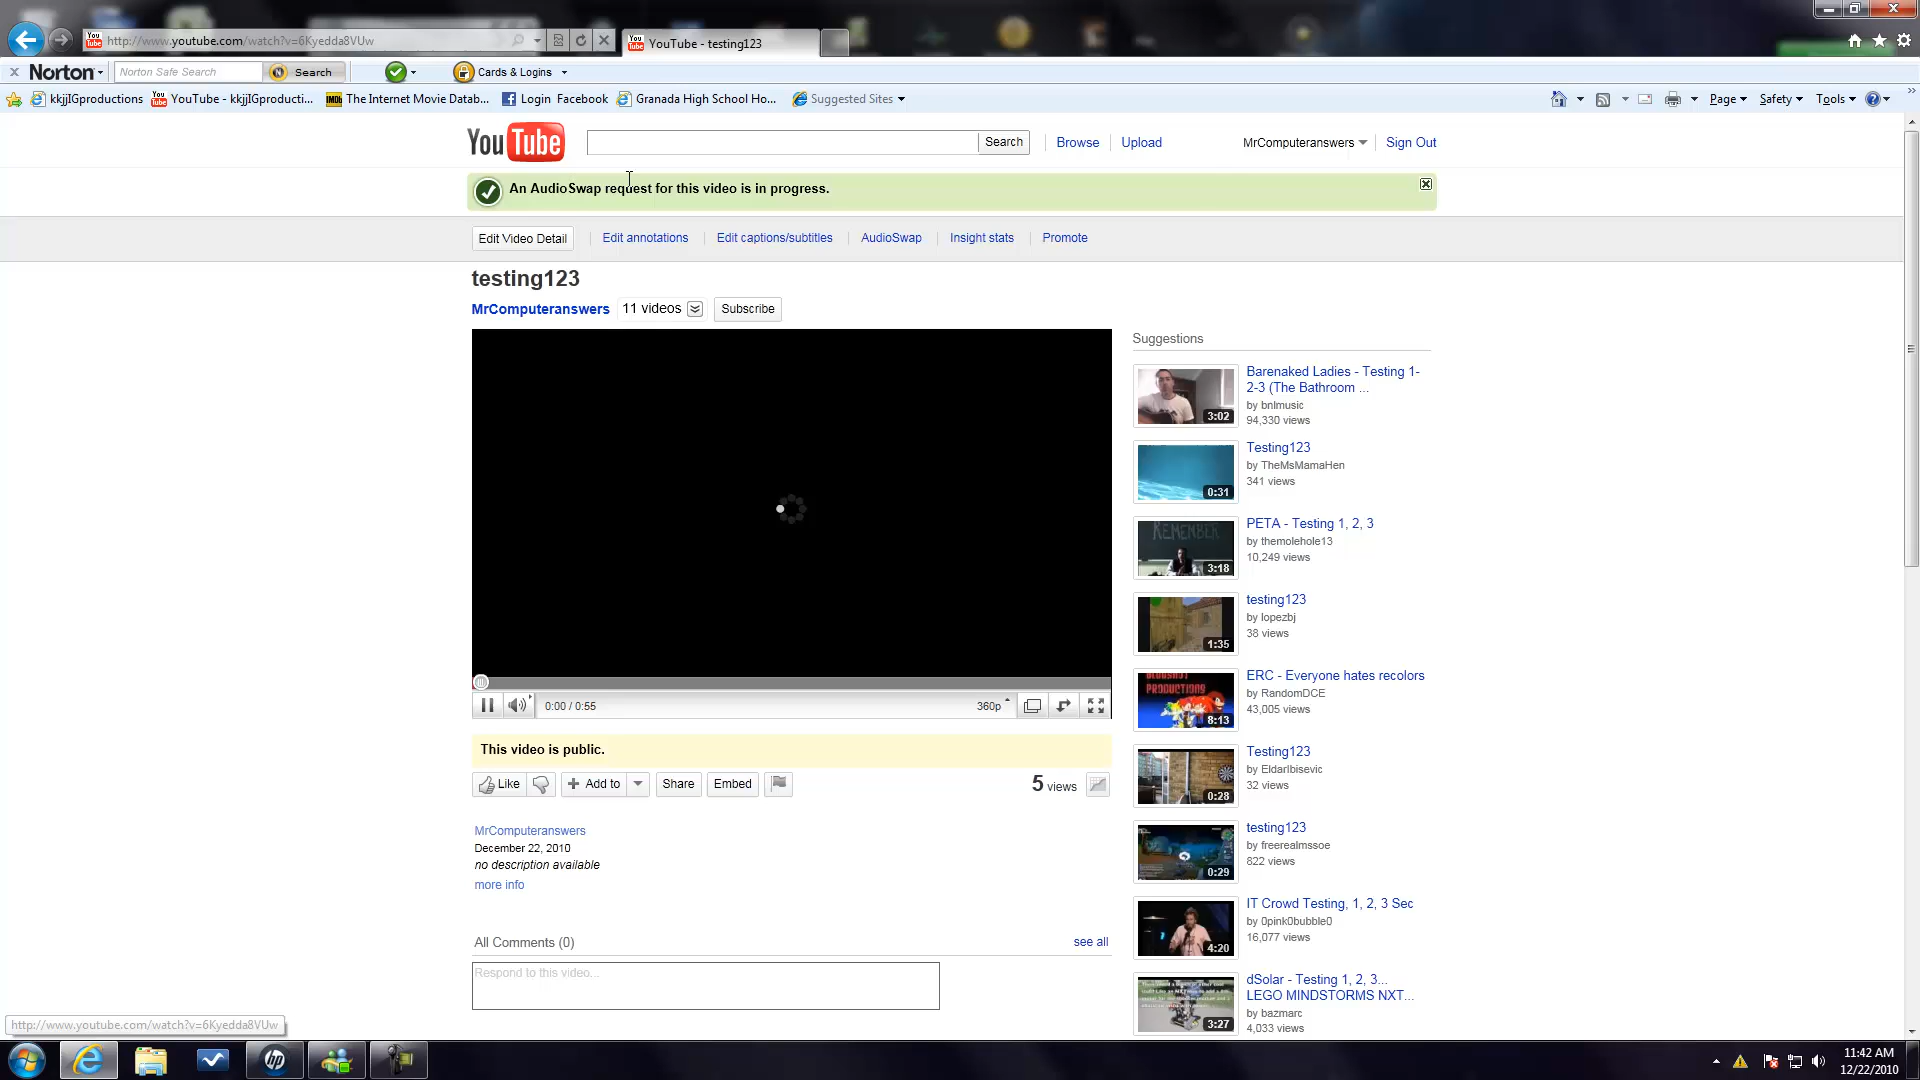 http://www.youtube.com/watch?v=6Kyedda8VUw
YouTube - testing123
Norton
Norton Safe Search
Search
Cards & Logins
kkjjIGproductions
YouTube - kkjjIGproducti...
The Internet Movie Datab...
Login Facebook
Granada High School Ho...
Suggested Sites
Page
Safety
Tools
YouTube
Search
Browse
Upload
MrComputeranswers
Sign Out
An AudioSwap request for this video is in progress.
Edit Video Detail
Edit annotations
Edit captions/subtitles
AudioSwap
Insight stats
Promote
testing123
MrComputeranswers
11 videos
Subscribe
0:00 / 0:55
360p
This video is public.
Like
Add to
Share
Embed
5 views
MrComputeranswers
December 22, 2010
no description available
more info
All Comments (0)
see all
Respond to this video...
Suggestions
3:02
Barenaked Ladies - Testing 1-
2-3 (The Bathroom ...
by bnlmusic
94,330 views
0:31
Testing123
by TheMsMamaHen
341 views
REMEMBER
3:18
PETA - Testing 1, 2, 3
by themolehole13
10,249 views
1:35
testing123
by lopezbj
38 views
PRODUCTIONS
8:13
ERC - Everyone hates recolors
by RandomDCE
43,005 views
0:28
Testing123
by EldarIbisevic
32 views
0:29
testing123
by freerealmssoe
822 views
4:20
IT Crowd Testing, 1, 2, 3 Sec
by 0pink0bubble0
16,077 views
3:27
dSolar - Testing 1, 2, 3...
LEGO MINDSTORMS NXT...
by bazmarc
4,033 views
http://www.youtube.com/watch?v=6Kyedda8VUw
hp
11:42 AM
12/22/2010